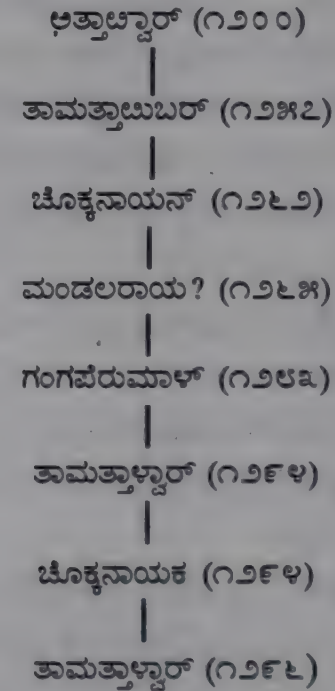 ಅತ್ತಾೞ್ವಾರ್ (೧೨೦೦)
ತಾಮತ್ತಾೞುಬರ್ (೧೨೫೭)
ಚೊಕ್ಕನಾಯನ್ (೧೨೬೨)
ಮಂಡಲರಾಯ? (೧೨೬೫)
ಗಂಗಪೆರುಮಾಳ್ (೧೨೮೩)
ತಾಮತ್ತಾಳ್ವಾರ್ (೧೨೯೪)
ಚೊಕ್ಕನಾಯಕ (೧೨೯೪)
ತಾಮತ್ತಾಳ್ವಾರ್ (೧೨೯೬)